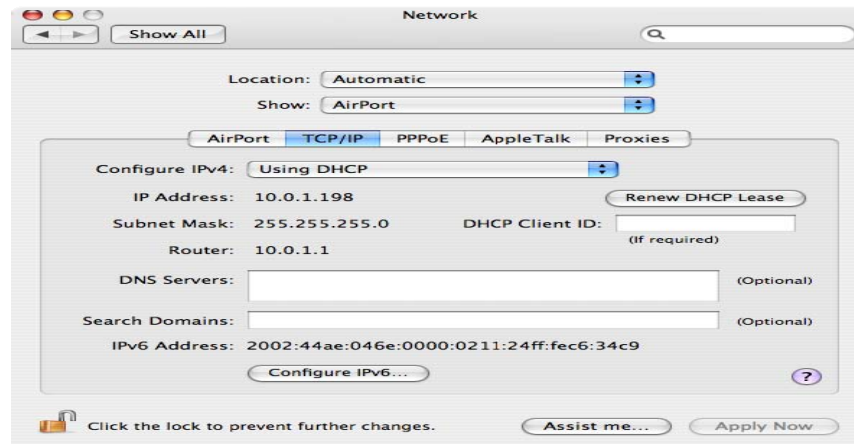 Network
Show All
Location: Automatic
Show: AirPort
AirPort TCP/IP PPPoE AppleTalk Proxies
Configure IPv4: Using DHCP
IP Address: 10.0.1.198 Renew DHCP Lease
Subnet Mask: 255.255.255.0 DHCP Client ID:
(If required)
Router: 10.0.1.1
DNS Servers: (Optional)
Search Domains: (Optional)
IPv6 Address: 2002:44ae:046e:0000:0211:24ff:fec6:34c9
Configure IPv6... ?
Click the lock to prevent further changes. Assist me... Apply Now